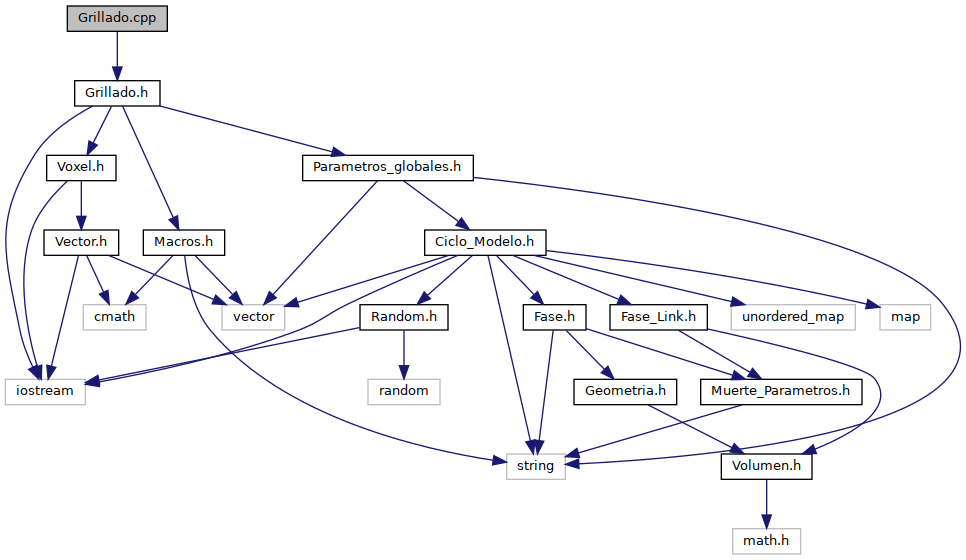 Grillado.cpp
Grillado.h
Voxel.h
Parametros_globales.h
Vector.h
Macros.h
Ciclo_Modelo.h
cmath
vector
Random.h
Fase.h
Fase_Link.h
unordered_map
map
iostream
random
Geometria.h
Muerte_Parametros.h
string
Volumen.h
math.h